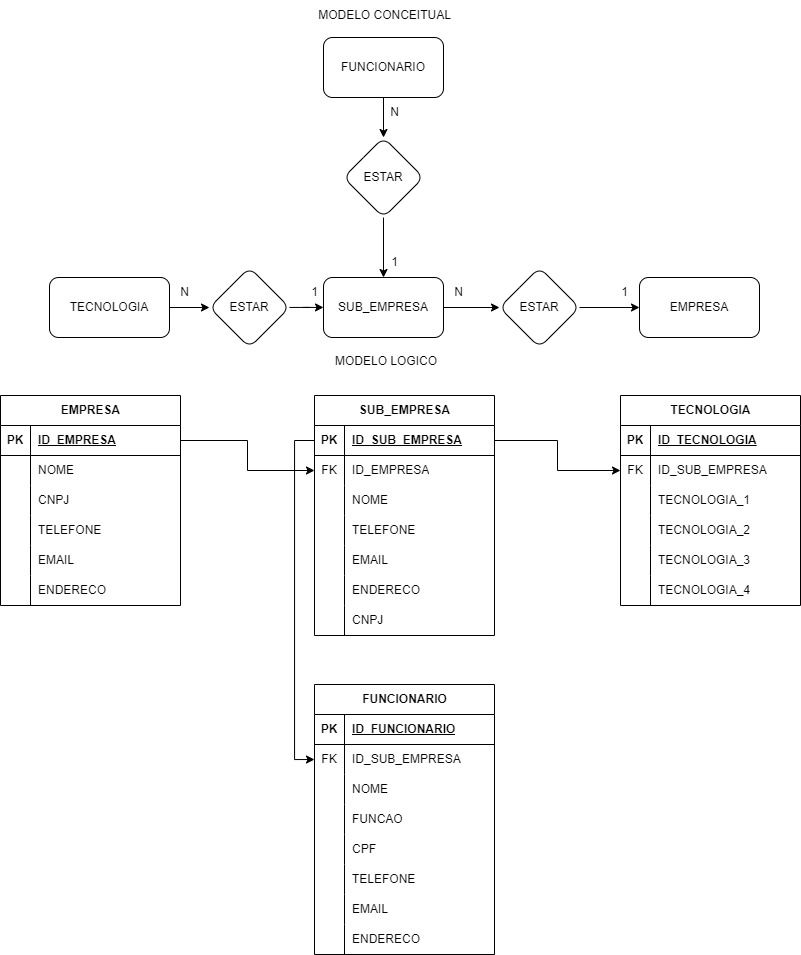 MODELO CONCEITUAL
FUNCIONARIO
N
ESTAR
1
TECNOLOGIA
N
ESTAR
1
SUB_EMPRESA
N
ESTAR
1
EMPRESA
MODELO LOGICO
EMPRESA
PK ID_EMPRESA
NOME
CNPJ
TELEFONE
EMAIL
ENDERECO
SUB_EMPRESA
PK ID_SUB_EMPRESA
FK ID_EMPRESA
NOME
TELEFONE
EMAIL
ENDERECO
CNPJ
TECNOLOGIA
PK ID_TECNOLOGIA
FK ID_SUB_EMPRESA
TECNOLOGIA_1
TECNOLOGIA_2
TECNOLOGIA_3
TECNOLOGIA_4
FUNCIONARIO
PK ID_FUNCIONARIO
FK ID_SUB_EMPRESA
NOME
FUNCAO
CPF
TELEFONE
EMAIL
ENDERECO